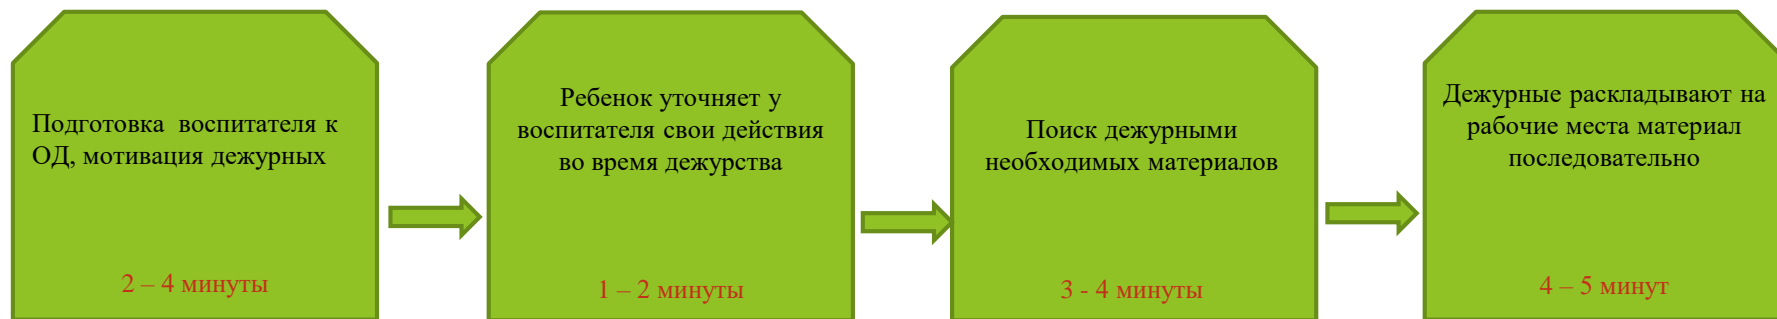 Подготовка воспитателя к
ОД, мотивация дежурных
2 – 4 минуты
Ребенок уточняет у
воспитателя свои действия
во время дежурства
1 – 2 минуты
Поиск дежурными
необходимых материалов
3 - 4 минуты
Дежурные раскладывают на
рабочие места материал
последовательно
4 – 5 минут